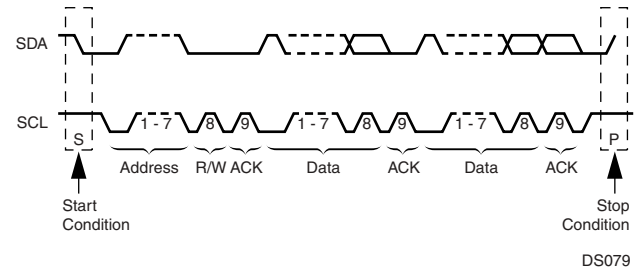 SDA
SCL
S
1 - 7
8
9
1 - 7
8
9
1 - 7
8
9
P
Address
R/W
ACK
Data
ACK
Data
ACK
Start
Condition
Stop
Condition
DS079